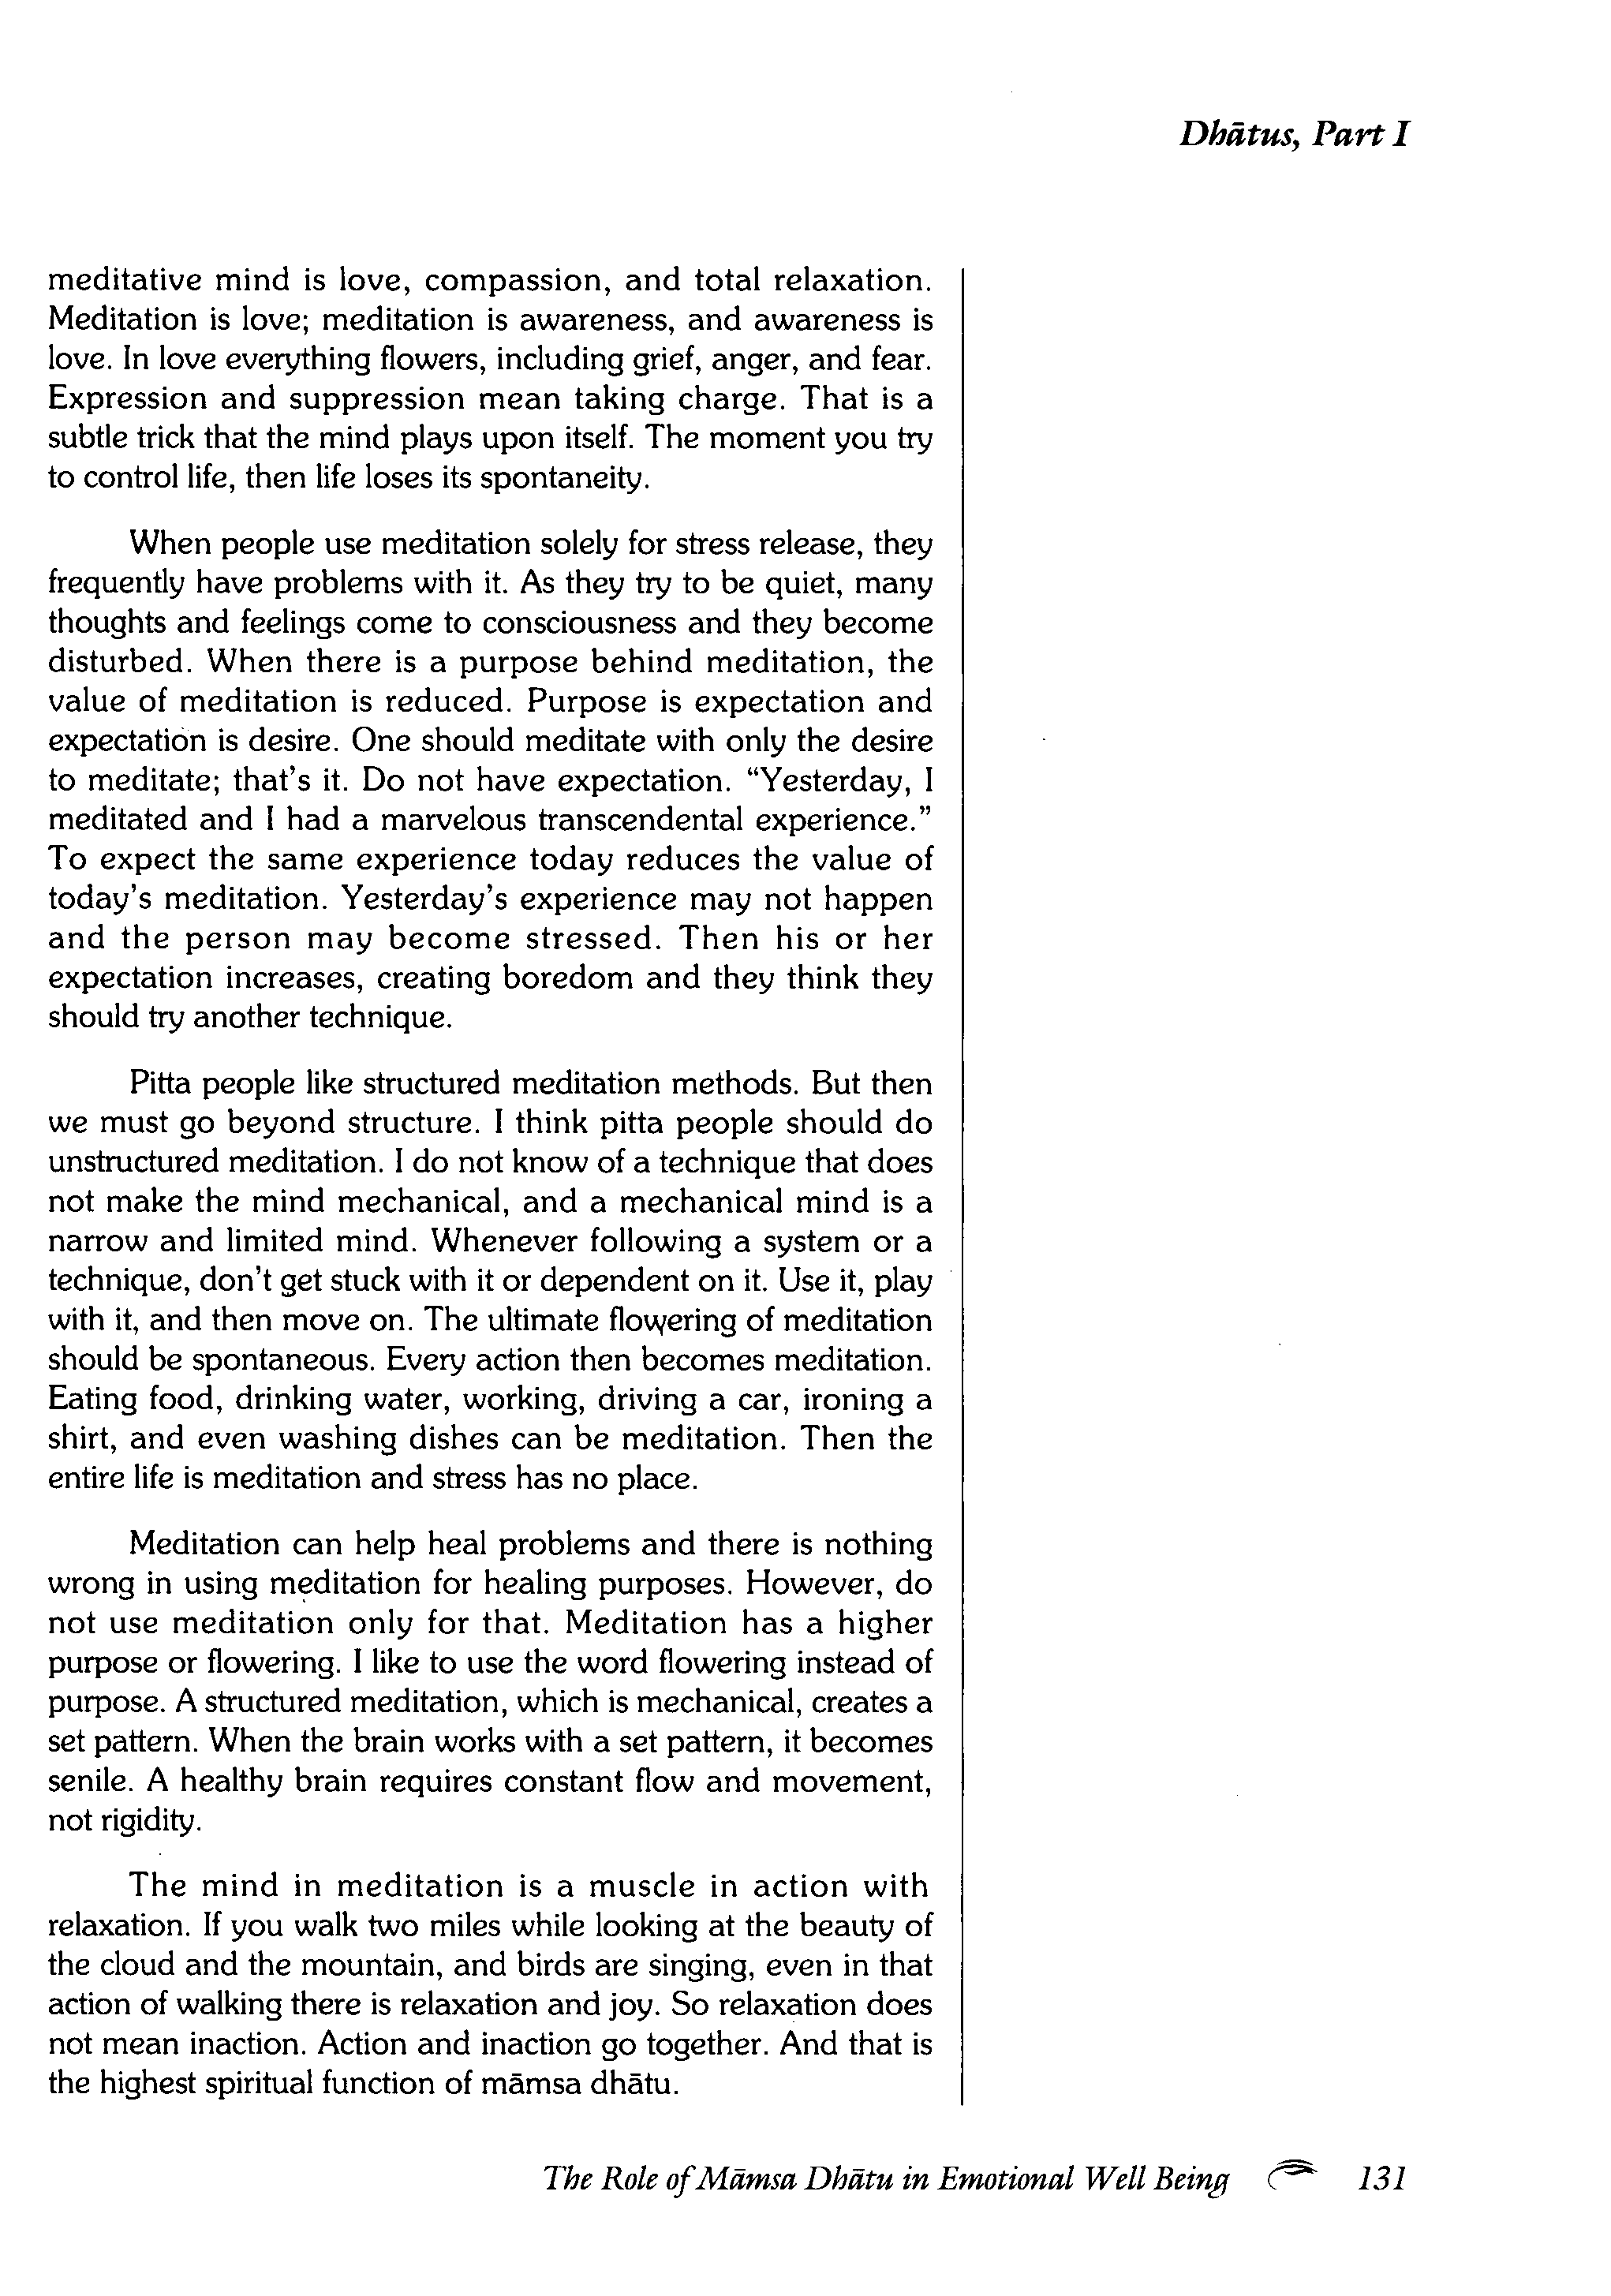 Dhātus, Part I
meditative mind is love, compassion, and total relaxation.
Meditation is love; meditation is awareness, and awareness is
love. In love everything flowers, including grief, anger, and fear.
Expression and suppression mean taking charge. That is a
subtle trick that the mind plays upon itself. The moment you try
to control life, then life loses its spontaneity.
When people use meditation solely for stress release, they
frequently have problems with it. As they try to be quiet, many
thoughts and feelings come to consciousness and they become
disturbed. When there is a purpose behind meditation, the
value of meditation is reduced. Purpose is expectation and
expectation is desire. One should meditate with only the desire
to meditate; that's it. Do not have expectation. "Yesterday, I
meditated and I had a marvelous transcendental experience."
To expect the same experience today reduces the value of
today's meditation. Yesterday's experience may not happen
and the person may become stressed. Then his or her
expectation increases, creating boredom and they think they
should try another technique.
Pitta people like structured meditation methods. But then
we must go beyond structure. I think pitta people should do
unstructured meditation. I do not know of a technique that does
not make the mind mechanical, and a mechanical mind is a
narrow and limited mind. Whenever following a system or a
technique, don't get stuck with it or dependent on it. Use it, play
with it, and then move on. The ultimate flowering of meditation
should be spontaneous. Every action then becomes meditation.
Eating food, drinking water, working, driving a car, ironing a
shirt, and even washing dishes can be meditation. Then the
entire life is meditation and stress has no place.
Meditation can help heal problems and there is nothing
wrong in using meditation for healing purposes. However, do
not use meditation only for that. Meditation has a higher
purpose or flowering. I like to use the word flowering instead of
purpose. A structured meditation, which is mechanical, creates a
set pattern. When the brain works with a set pattern, it becomes
senile. A healthy brain requires constant flow and movement,
not rigidity.
The mind in meditation is a muscle in action with
relaxation. If you walk two miles while looking at the beauty of
the cloud and the mountain, and birds are singing, even in that
action of walking there is relaxation and joy. So relaxation does
not mean inaction. Action and inaction go together. And that is
the highest spiritual function of māmsa dhātu.
The Role of Māmsa Dhātu in Emotional Well Being 131